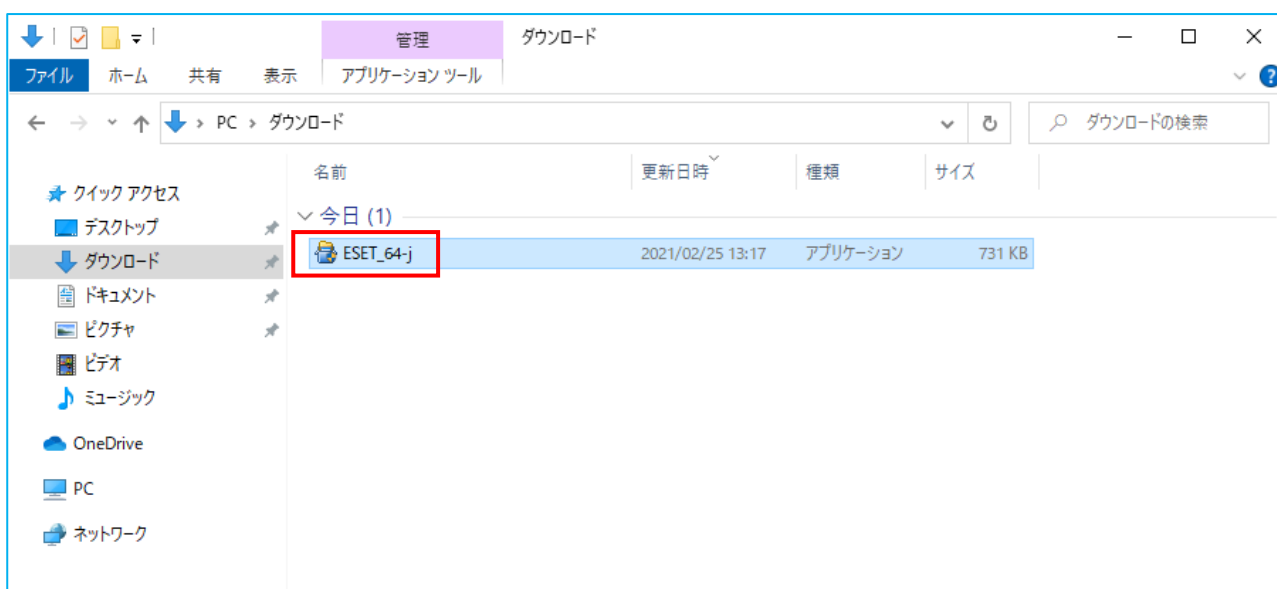 管理
ダウンロード
ファイル ホーム 共有 表示 アプリケーション ツール
PC ダウンロード
ダウンロードの検索
名前 更新日時 種類 サイズ
クイック アクセス
今日 (1)
デスクトップ
ESET_64-j 2021/02/25 13:17 アプリケーション 731 KB
ダウンロード
ドキュメント
ピクチャ
ビデオ
ミュージック
OneDrive
PC
ネットワーク